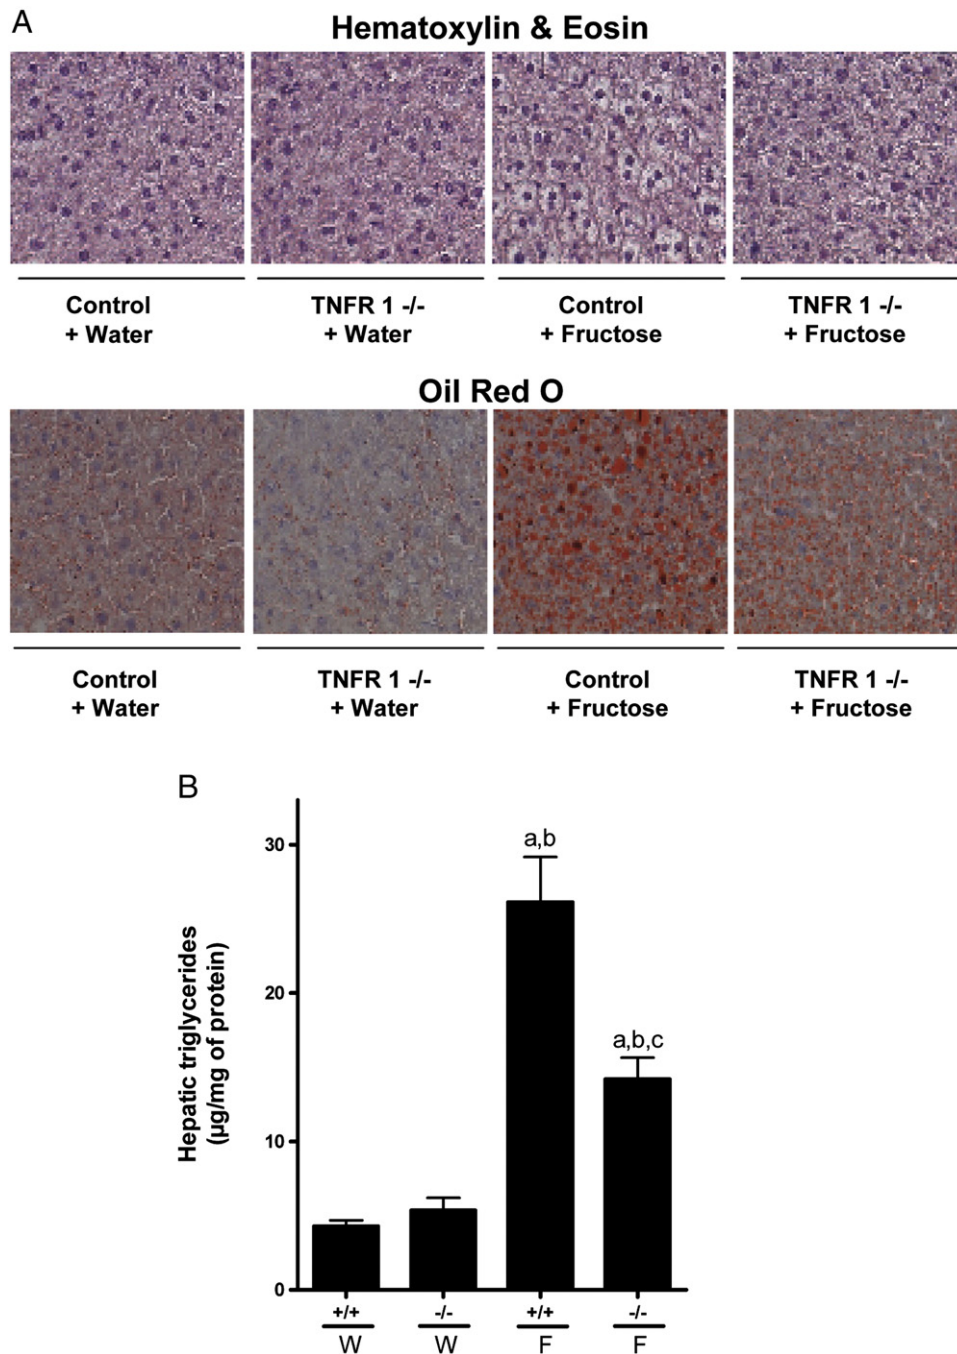 A
Hematoxylin & Eosin
Control TNFR 1 -/- Control TNFR 1 -/-
+ Water + Water + Fructose + Fructose
Oil Red O
Control TNFR 1 -/- Control TNFR 1 -/-
+ Water + Water + Fructose + Fructose
B
Hepatic triglycerides
(µg/mg of protein)
30
20
10
0
a,b
a,b,c
+/+ -/- +/+ -/-
W W F F